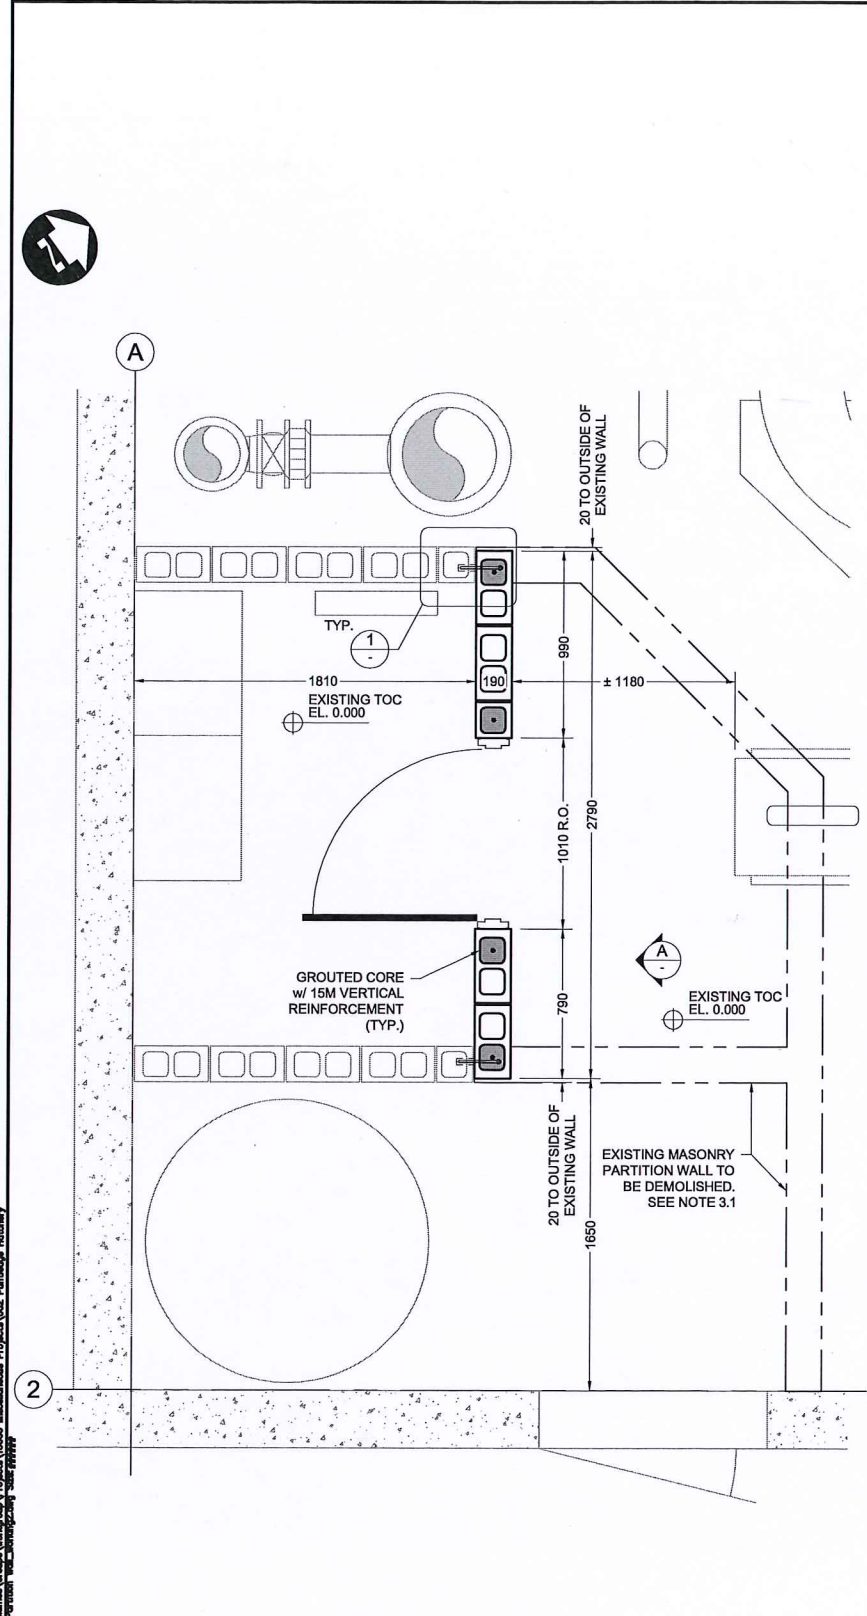 N
A
20 TO OUTSIDE OF
EXISTING WALL
TYP.
1
-
990
1810
190
± 1180
EXISTING TOC
EL. 0.000
1010 R.O.
2790
GROUTED CORE
w/ 15M VERTICAL
REINFORCEMENT
(TYP.)
790
A
-
EXISTING TOC
EL. 0.000
20 TO OUTSIDE OF
EXISTING WALL
EXISTING MASONRY
PARTITION WALL TO
BE DEMOLISHED.
SEE NOTE 3.1
1650
2